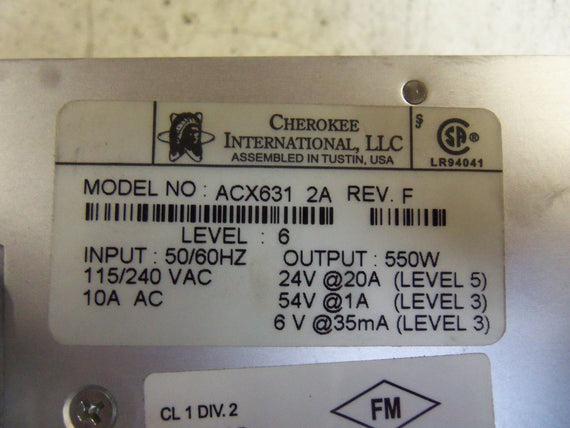 CHEROKEE
INTERNATIONAL, LLC
ASSEMBLED IN TUSTIN, USA
§
SA ®
LR94041
MODEL NO : ACX631 2A REV. F
LEVEL : 6
INPUT : 50/60HZ OUTPUT : 550W
115/240 VAC 24V @20A (LEVEL 5)
10A AC 54V @1A (LEVEL 3)
6 V @35mA (LEVEL 3)
CL 1 DIV. 2
FM